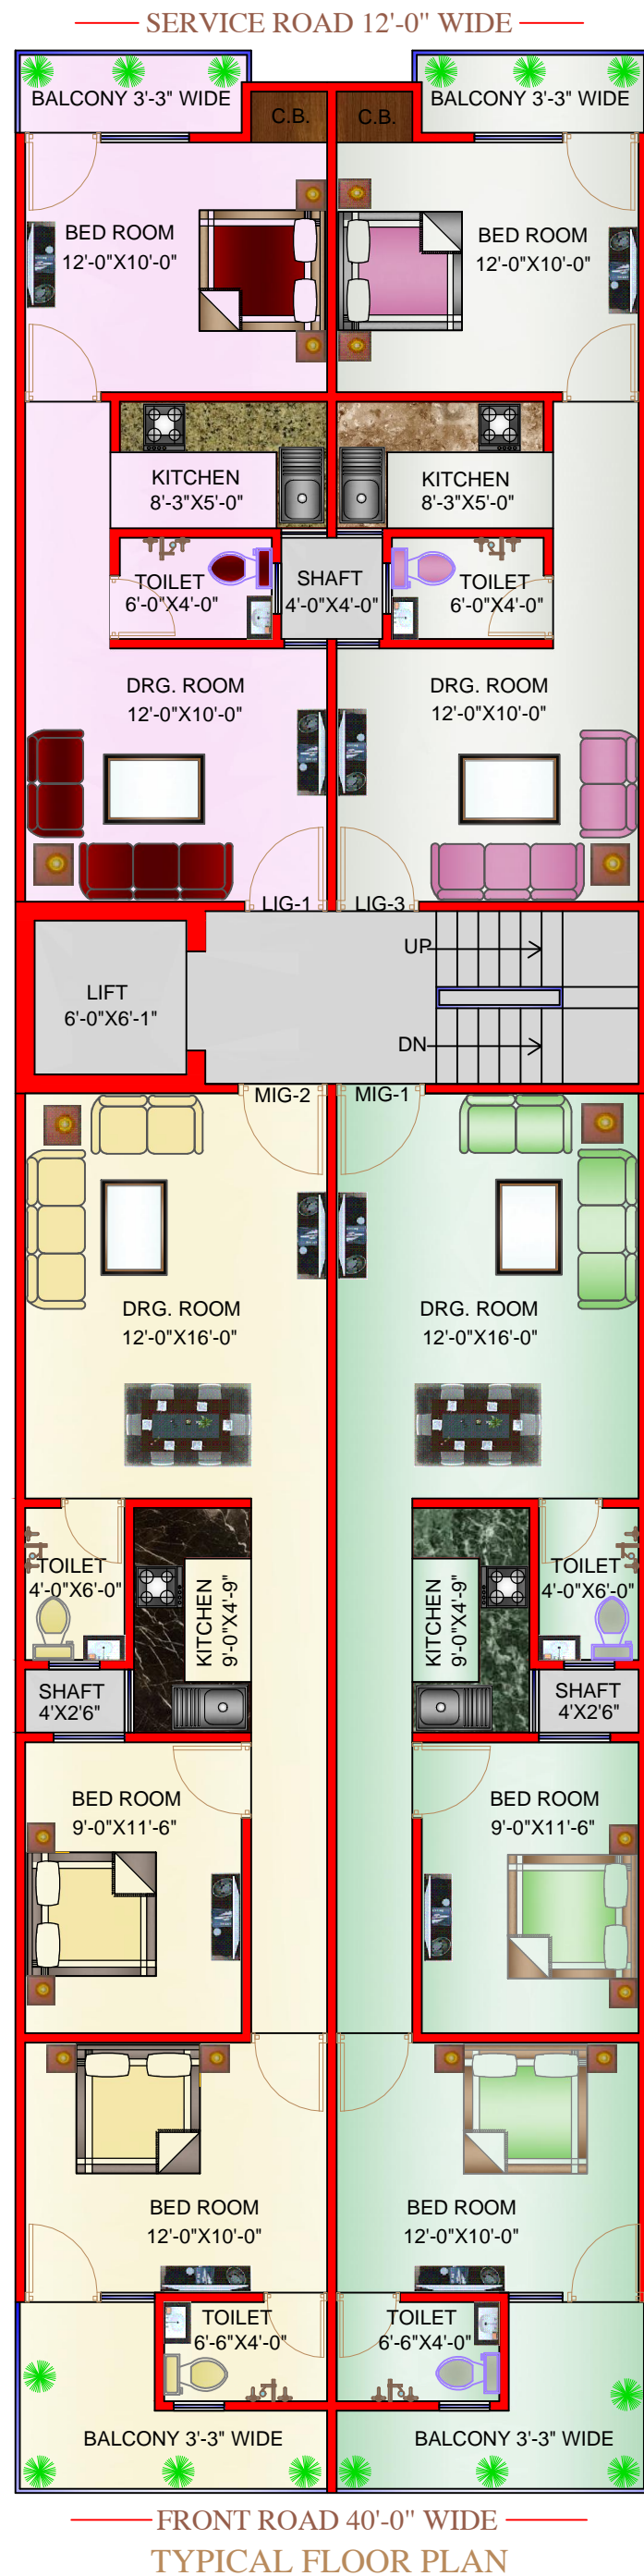 SERVICE ROAD 12'-0" WIDE
BALCONY 3'-3" WIDE
BALCONY 3'-3" WIDE
C.B.
C.B.
BED ROOM
12'-0"X10'-0"
BED ROOM
12'-0"X10'-0"
KITCHEN
8'-3"X5'-0"
KITCHEN
8'-3"X5'-0"
TOILET
6'-0"X4'-0"
SHAFT
4'-0"X4'-0"
TOILET
6'-0"X4'-0"
DRG. ROOM
12'-0"X10'-0"
DRG. ROOM
12'-0"X10'-0"
LIG-1
LIG-3
UP
LIFT
6'-0"X6'-1"
DN
MIG-2
MIG-1
DRG. ROOM
12'-0"X16'-0"
DRG. ROOM
12'-0"X16'-0"
TOILET
4'-0"X6'-0"
KITCHEN
9'-0"X4'-9"
KITCHEN
9'-0"X4'-9"
TOILET
4'-0"X6'-0"
SHAFT
4'X2'6"
SHAFT
4'X2'6"
BED ROOM
9'-0"X11'-6"
BED ROOM
9'-0"X11'-6"
BED ROOM
12'-0"X10'-0"
BED ROOM
12'-0"X10'-0"
TOILET
6'-6"X4'-0"
TOILET
6'-6"X4'-0"
BALCONY 3'-3" WIDE
BALCONY 3'-3" WIDE
FRONT ROAD 40'-0" WIDE
TYPICAL FLOOR PLAN